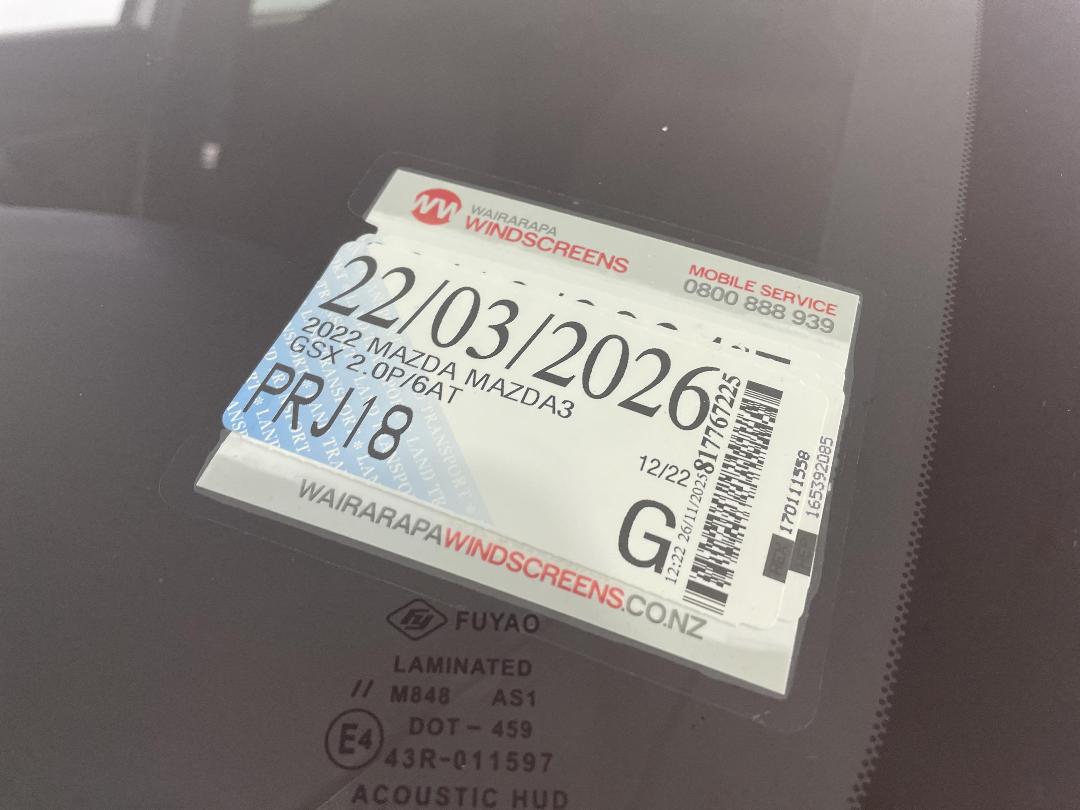 WAIRARAPA
WINDSCREENS
MOBILE SERVICE
0800 888 939
22/03/2026
2022 MAZDA MAZDA3
GSX 2.0P/6AT
PRJ18
12/22
G
12:22 26/11/2025
817767225
170111558
165392085
WAIRARAPAWINDSCREENS.CO.NZ
FY FUYAO
LAMINATED
// M848 AS1
DOT - 459
E4 43R-011597
ACOUSTIC HUD